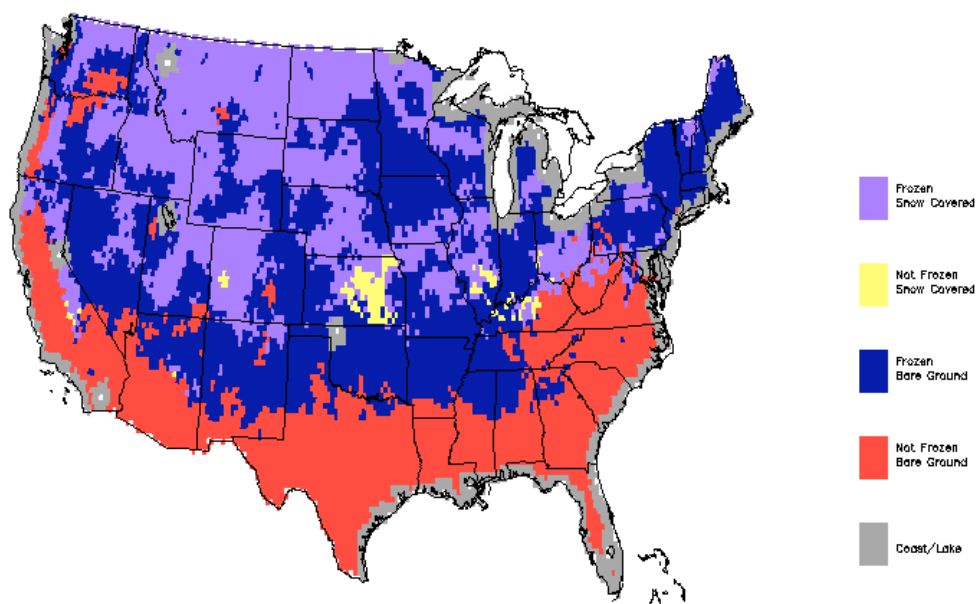 Frozen
Snow Covered
Not Frozen
Snow Covered
Frozen
Bare Ground
Not Frozen
Bare Ground
Coast/Lake